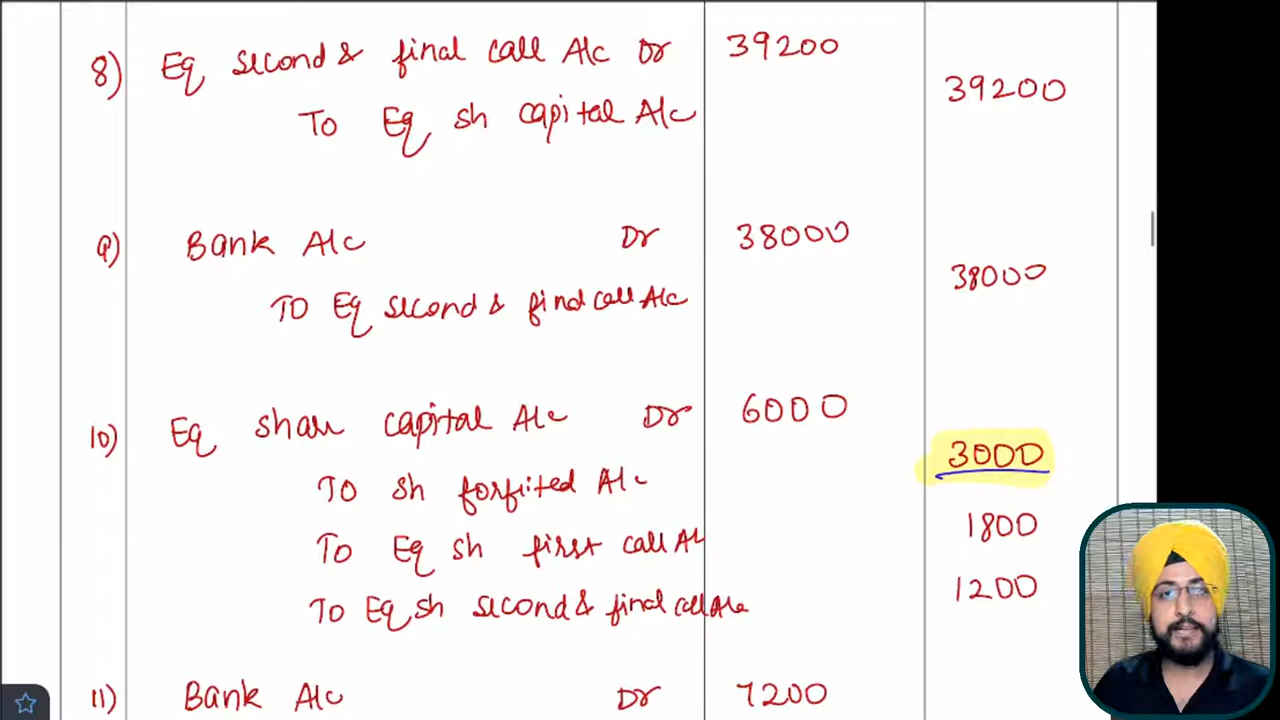 8) Eq second & final call A/c Dr 39200
To Eq sh capital A/c 39200
9) Bank A/c Dr 38000
To Eq second & final call A/c 38000
10) Eq share capital A/c Dr 6000
To sh forfited A/c 3000
To Eq sh first call A/c 1800
To Eq sh second & final call A/c 1200
11) Bank A/c Dr 7200